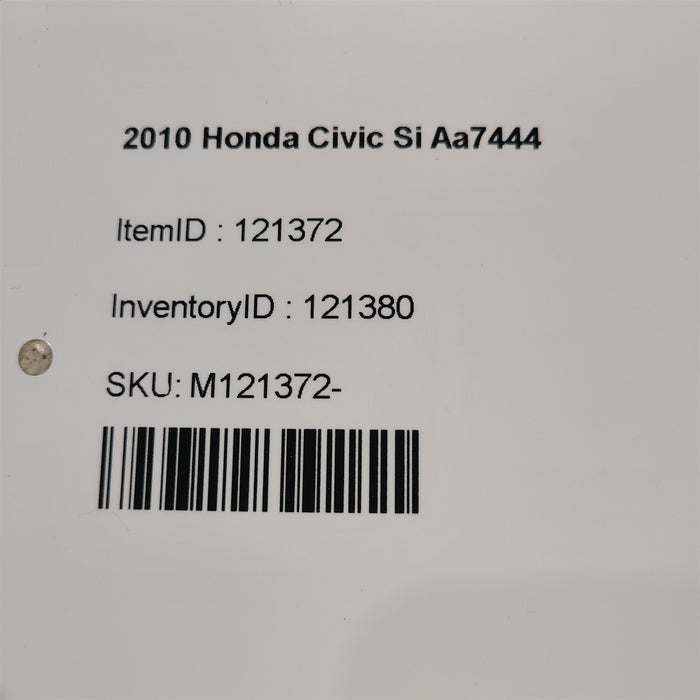 2010 Honda Civic Si Aa7444
ItemID : 121372
InventoryID : 121380
SKU: M121372-